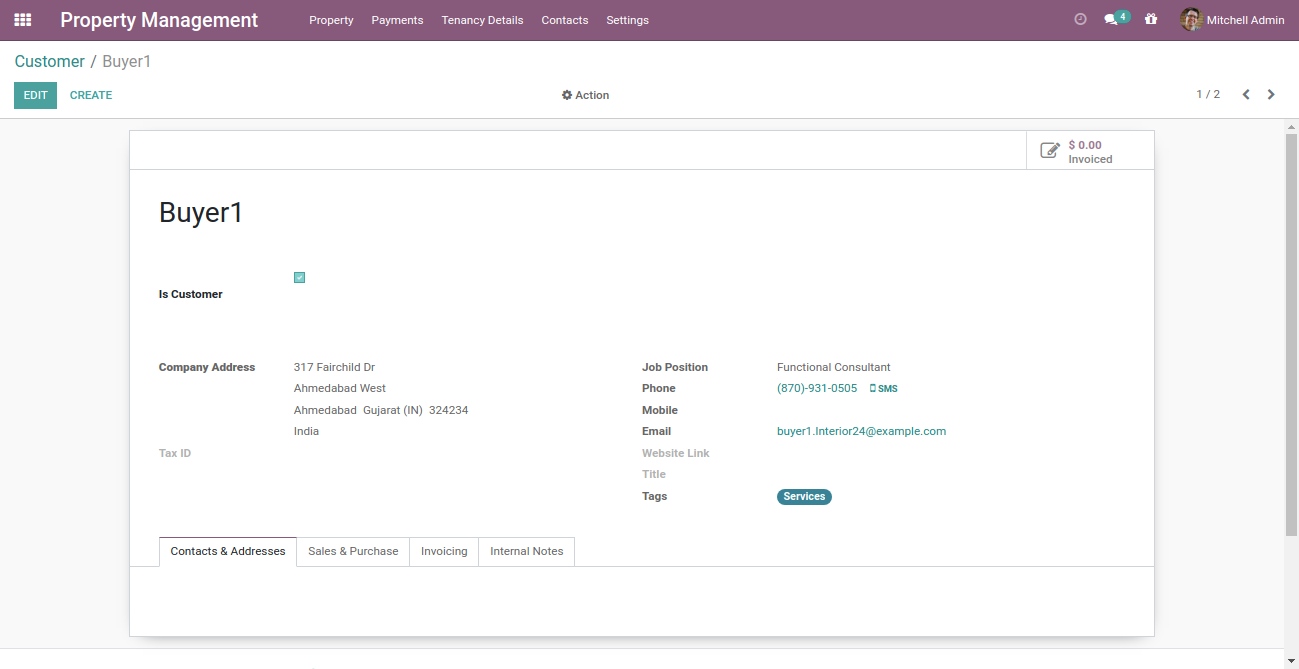 Property Management Property Payments Tenancy Details Contacts Settings 4 Mitchell Admin
Customer / Buyer1
EDIT CREATE Action 1 / 2
$ 0.00
Invoiced
Buyer1
Is Customer
Company Address 317 Fairchild Dr
Ahmedabad West
Ahmedabad Gujarat (IN) 324234
India
Tax ID
Job Position Functional Consultant
Phone (870)-931-0505 SMS
Mobile
Email buyer1.Interior24@example.com
Website Link
Title
Tags Services
Contacts & Addresses Sales & Purchase Invoicing Internal Notes